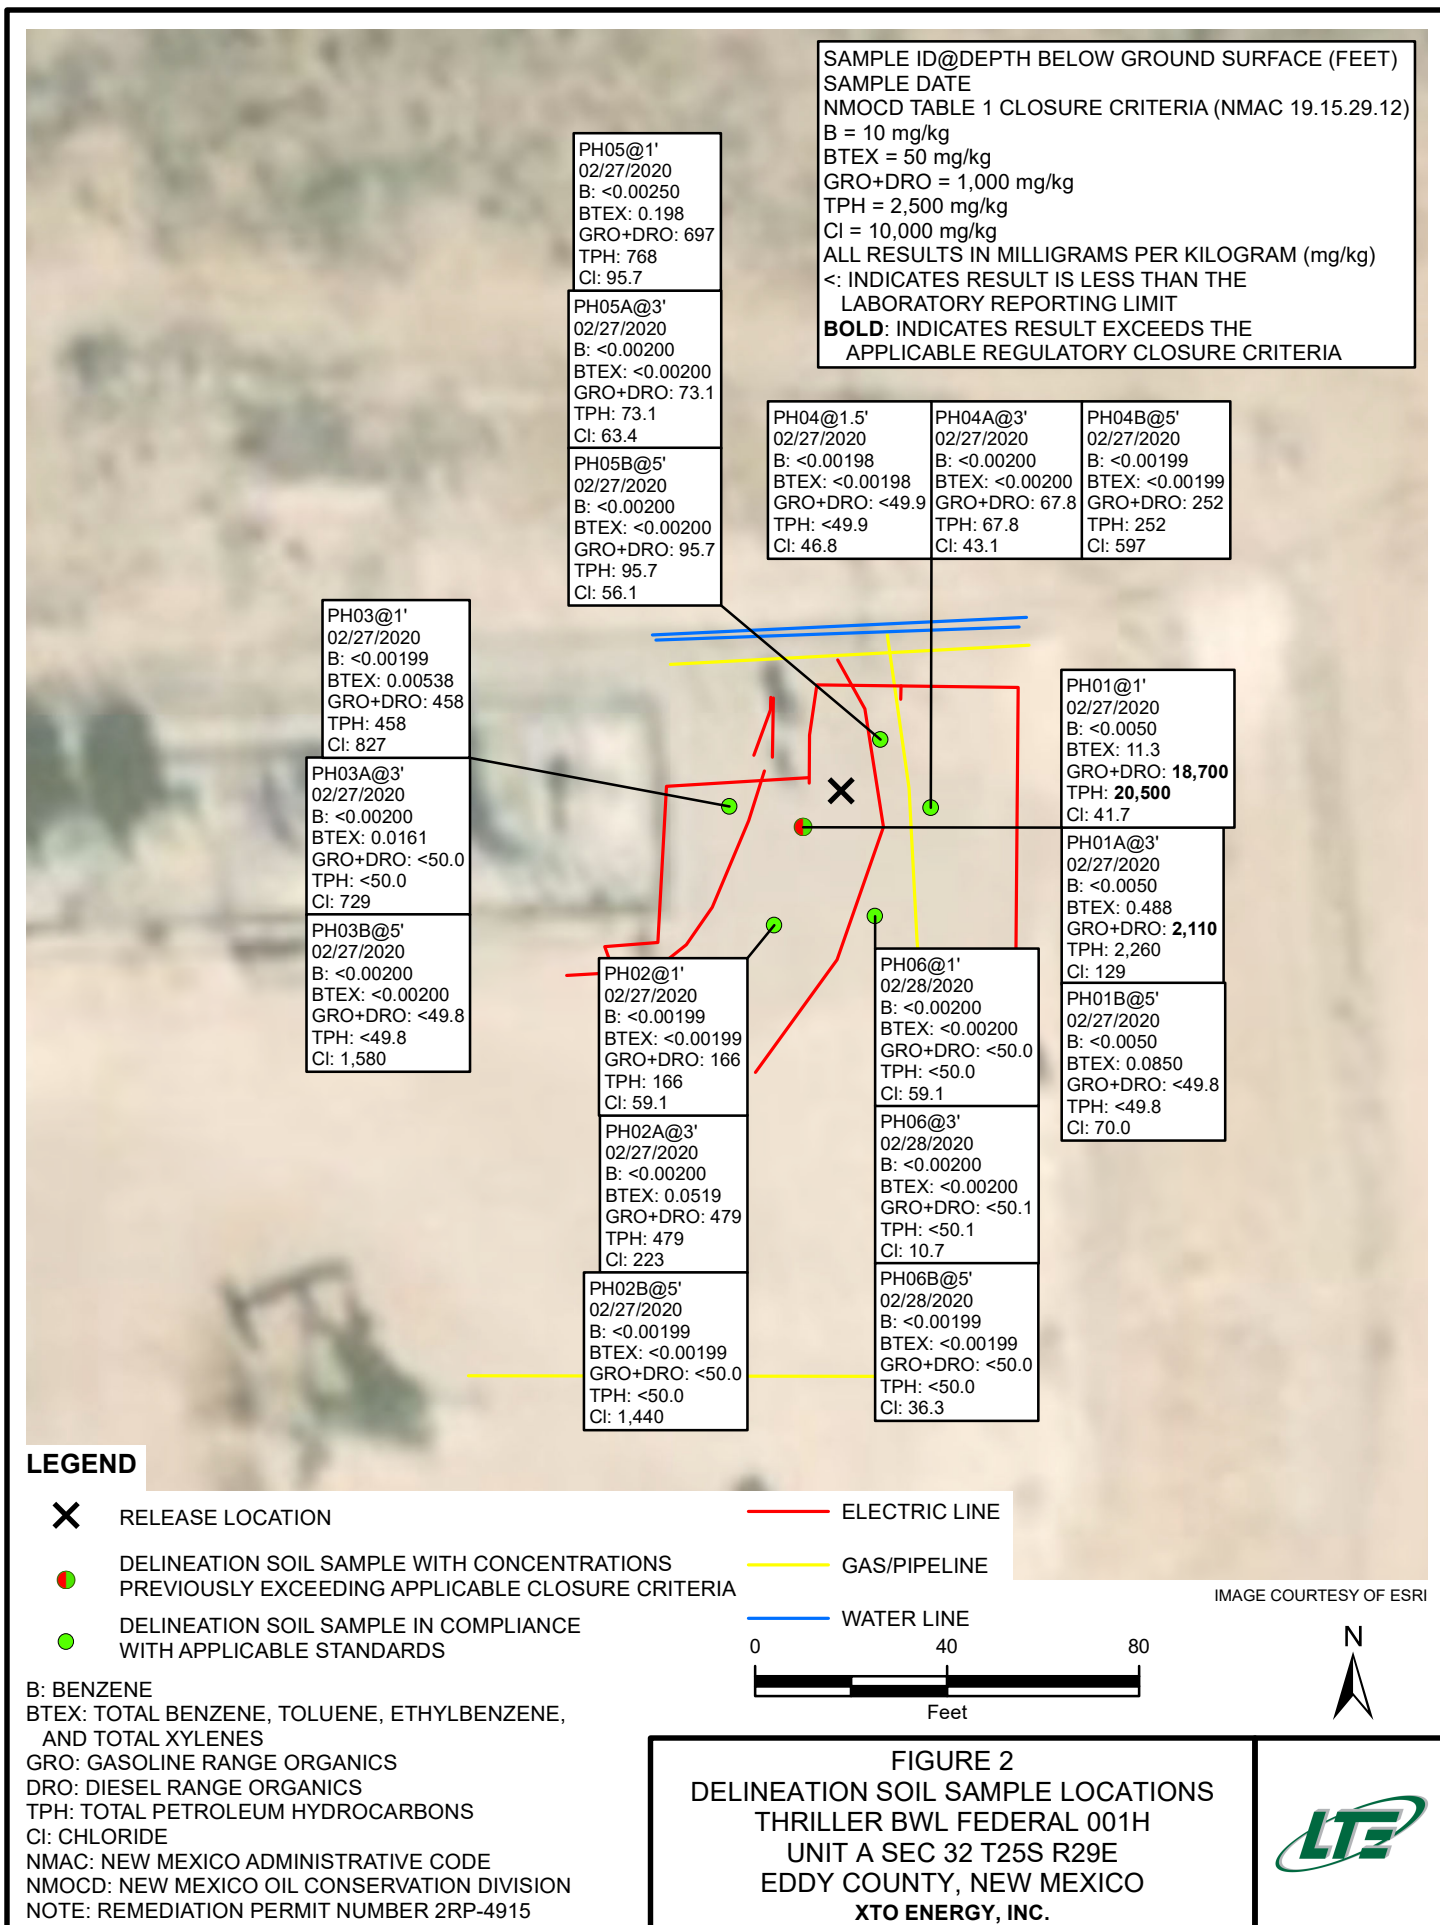 SAMPLE ID@DEPTH BELOW GROUND SURFACE (FEET)
SAMPLE DATE
NMOCD TABLE 1 CLOSURE CRITERIA (NMAC 19.15.29.12)
B = 10 mg/kg
BTEX = 50 mg/kg
GRO+DRO = 1,000 mg/kg
TPH = 2,500 mg/kg
Cl = 10,000 mg/kg
ALL RESULTS IN MILLIGRAMS PER KILOGRAM (mg/kg)
<: INDICATES RESULT IS LESS THAN THE
LABORATORY REPORTING LIMIT
BOLD: INDICATES RESULT EXCEEDS THE
APPLICABLE REGULATORY CLOSURE CRITERIA
PH05@1'
02/27/2020
B: <0.00250
BTEX: 0.198
GRO+DRO: 697
TPH: 768
Cl: 95.7
PH05A@3'
02/27/2020
B: <0.00200
BTEX: <0.00200
GRO+DRO: 73.1
TPH: 73.1
Cl: 63.4
PH05B@5'
02/27/2020
B: <0.00200
BTEX: <0.00200
GRO+DRO: 95.7
TPH: 95.7
Cl: 56.1
PH04@1.5'
02/27/2020
B: <0.00198
BTEX: <0.00198
GRO+DRO: <49.9
TPH: <49.9
Cl: 46.8
PH04A@3'
02/27/2020
B: <0.00200
BTEX: <0.00200
GRO+DRO: 67.8
TPH: 67.8
Cl: 43.1
PH04B@5'
02/27/2020
B: <0.00199
BTEX: <0.00199
GRO+DRO: 252
TPH: 252
Cl: 597
PH03@1'
02/27/2020
B: <0.00199
BTEX: 0.00538
GRO+DRO: 458
TPH: 458
Cl: 827
PH03A@3'
02/27/2020
B: <0.00200
BTEX: 0.0161
GRO+DRO: <50.0
TPH: <50.0
Cl: 729
PH03B@5'
02/27/2020
B: <0.00200
BTEX: <0.00200
GRO+DRO: <49.8
TPH: <49.8
Cl: 1,580
PH01@1'
02/27/2020
B: <0.0050
BTEX: 11.3
GRO+DRO: 18,700
TPH: 20,500
Cl: 41.7
PH01A@3'
02/27/2020
B: <0.0050
BTEX: 0.488
GRO+DRO: 2,110
TPH: 2,260
Cl: 129
PH01B@5'
02/27/2020
B: <0.0050
BTEX: 0.0850
GRO+DRO: <49.8
TPH: <49.8
Cl: 70.0
PH02@1'
02/27/2020
B: <0.00199
BTEX: <0.00199
GRO+DRO: 166
TPH: 166
Cl: 59.1
PH02A@3'
02/27/2020
B: <0.00200
BTEX: 0.0519
GRO+DRO: 479
TPH: 479
Cl: 223
PH02B@5'
02/27/2020
B: <0.00199
BTEX: <0.00199
GRO+DRO: <50.0
TPH: <50.0
Cl: 1,440
PH06@1'
02/28/2020
B: <0.00200
BTEX: <0.00200
GRO+DRO: <50.0
TPH: <50.0
Cl: 59.1
PH06@3'
02/28/2020
B: <0.00200
BTEX: <0.00200
GRO+DRO: <50.1
TPH: <50.1
Cl: 10.7
PH06B@5'
02/28/2020
B: <0.00199
BTEX: <0.00199
GRO+DRO: <50.0
TPH: <50.0
Cl: 36.3
LEGEND
RELEASE LOCATION
DELINEATION SOIL SAMPLE WITH CONCENTRATIONS
PREVIOUSLY EXCEEDING APPLICABLE CLOSURE CRITERIA
DELINEATION SOIL SAMPLE IN COMPLIANCE
WITH APPLICABLE STANDARDS
ELECTRIC LINE
GAS/PIPELINE
WATER LINE
IMAGE COURTESY OF ESRI
0 40 80
Feet
N
B: BENZENE
BTEX: TOTAL BENZENE, TOLUENE, ETHYLBENZENE,
AND TOTAL XYLENES
GRO: GASOLINE RANGE ORGANICS
DRO: DIESEL RANGE ORGANICS
TPH: TOTAL PETROLEUM HYDROCARBONS
Cl: CHLORIDE
NMAC: NEW MEXICO ADMINISTRATIVE CODE
NMOCD: NEW MEXICO OIL CONSERVATION DIVISION
NOTE: REMEDIATION PERMIT NUMBER 2RP-4915
FIGURE 2
DELINEATION SOIL SAMPLE LOCATIONS
THRILLER BWL FEDERAL 001H
UNIT A SEC 32 T25S R29E
EDDY COUNTY, NEW MEXICO
XTO ENERGY, INC.
LTE